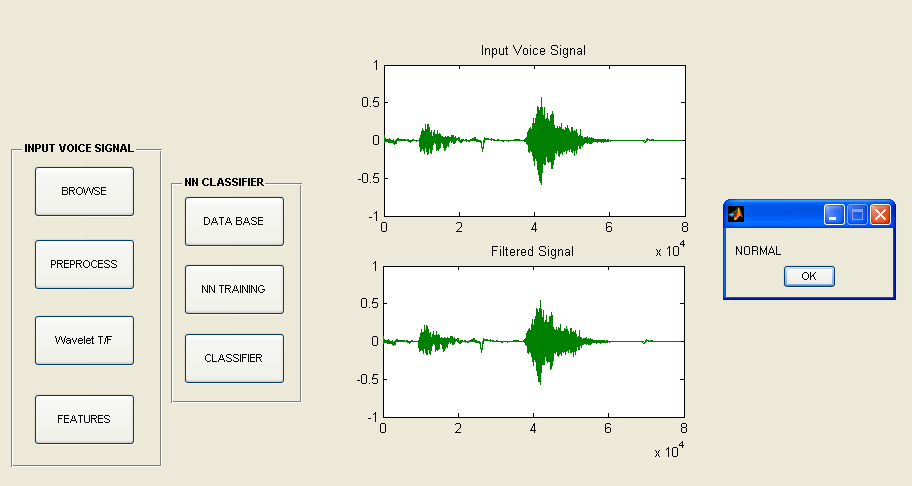 INPUT VOICE SIGNAL
BROWSE
PREPROCESS
Wavelet T/F
FEATURES
NN CLASSIFIER
DATA BASE
NN TRAINING
CLASSIFIER
Input Voice Signal
1
0.5
0
-0.5
-1
0 2 4 6 8
x 10^4
Filtered Signal
1
0.5
0
-0.5
-1
0 2 4 6 8
x 10^4
NORMAL
OK